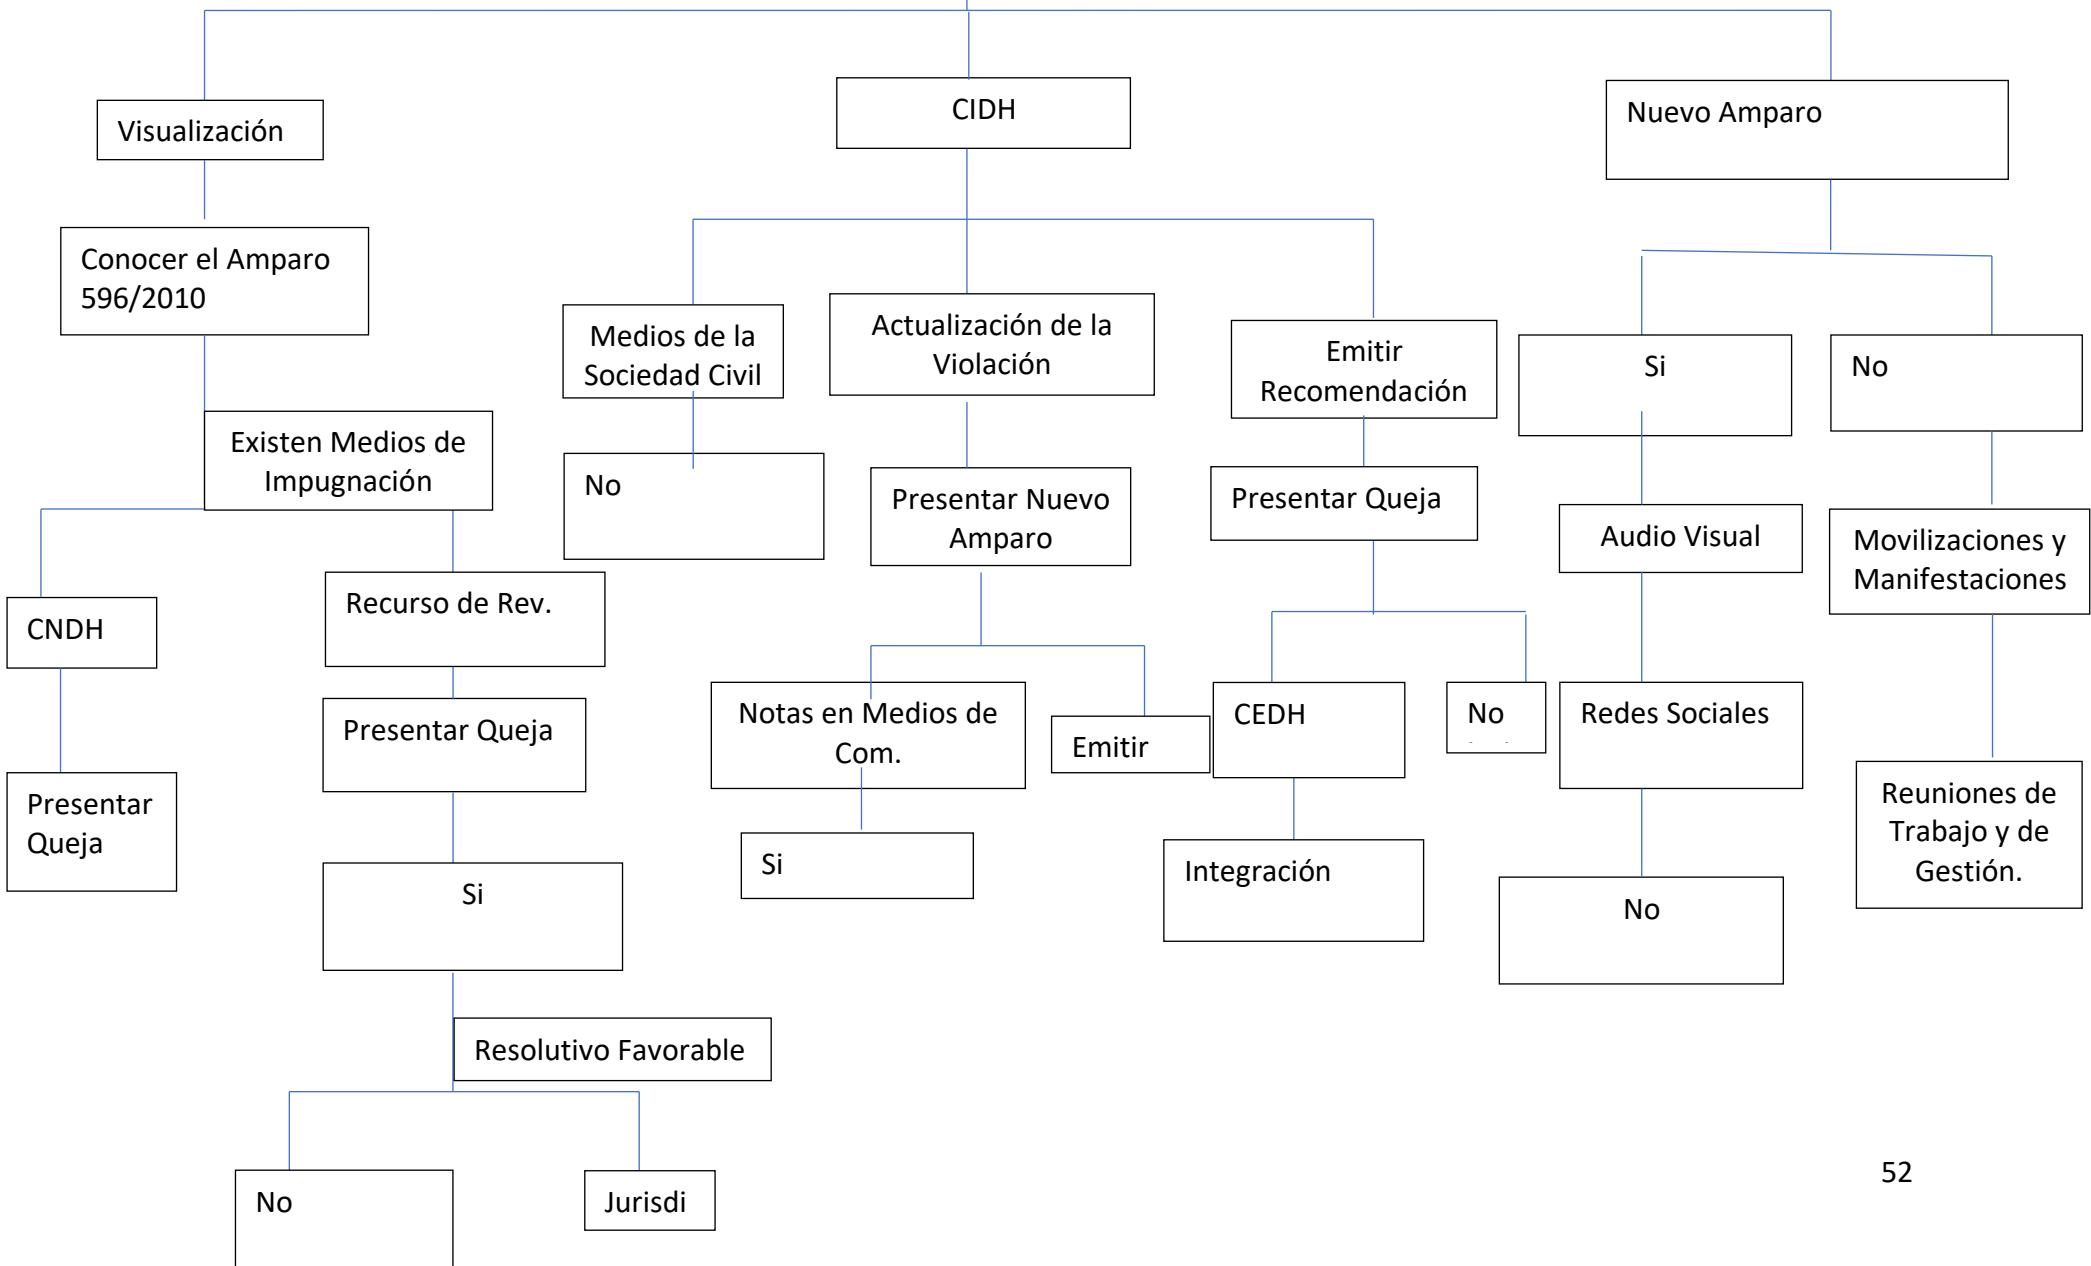 Visualización
CIDH
Nuevo Amparo
Conocer el Amparo
596/2010
Medios de la
Sociedad Civil
Actualización de la
Violación
Emitir
Recomendación
Si
No
Existen Medios de
Impugnación
No
Presentar Nuevo
Amparo
Presentar Queja
Audio Visual
Movilizaciones y
Manifestaciones
CNDH
Recurso de Rev.
Presentar Queja
Notas en Medios de
Com.
Emitir
CEDH
No
Redes Sociales
Presentar
Queja
Si
Integración
Reuniones de
Trabajo y de
Gestión.
Si
No
Resolutivo Favorable
No
Jurisdi
52